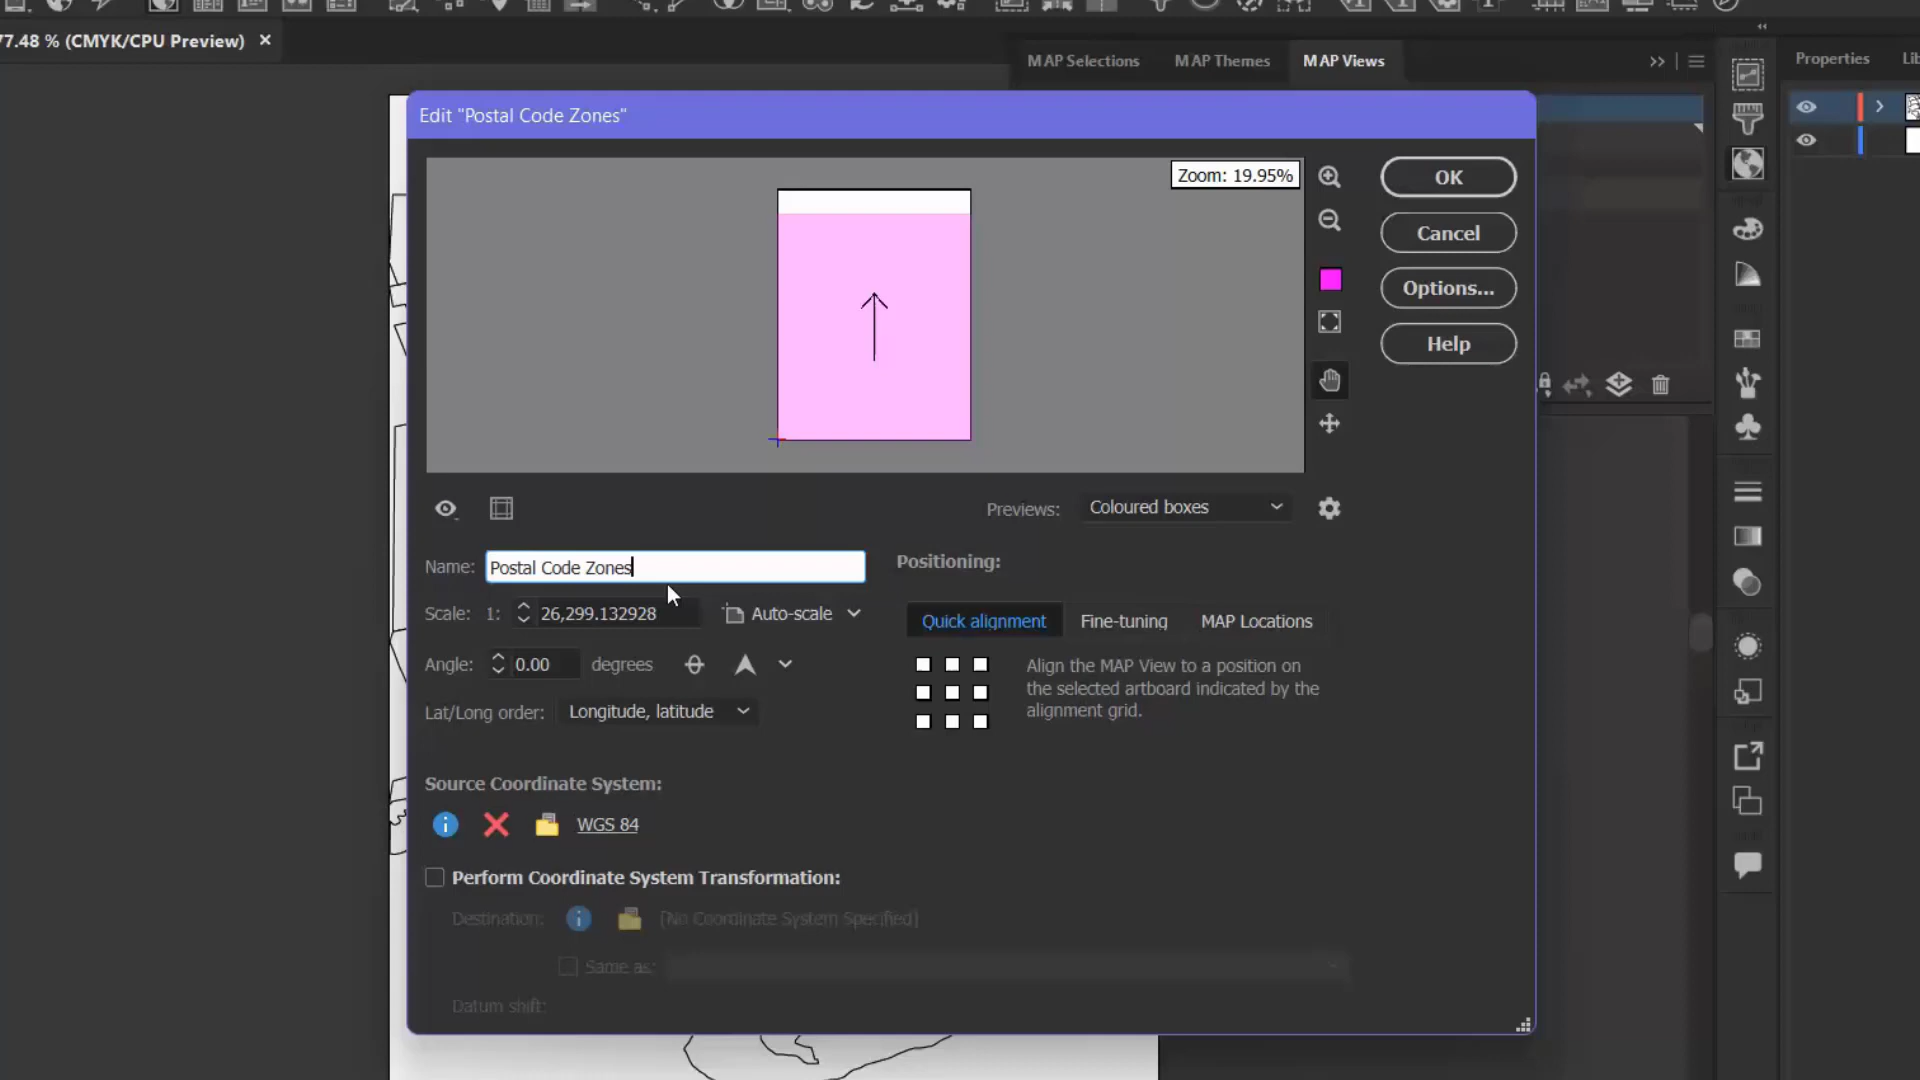 77.48 % (CMYK/CPU Preview) ×
MAP Selections MAP Themes MAP Views
Properties
Edit "Postal Code Zones"
Zoom: 19.95%
OK
Cancel
Options...
Help
Previews: Coloured boxes
Name: Postal Code Zones
Positioning:
Scale: 1: 26,299.132928 Auto-scale
Quick alignment Fine-tuning MAP Locations
Angle: 0.00 degrees
Align the MAP View to a position on
the selected artboard indicated by the
alignment grid.
Lat/Long order: Longitude, latitude
Source Coordinate System:
WGS 84
Perform Coordinate System Transformation:
Destination: [No Coordinate System Specified]
Same as:
Datum shift: